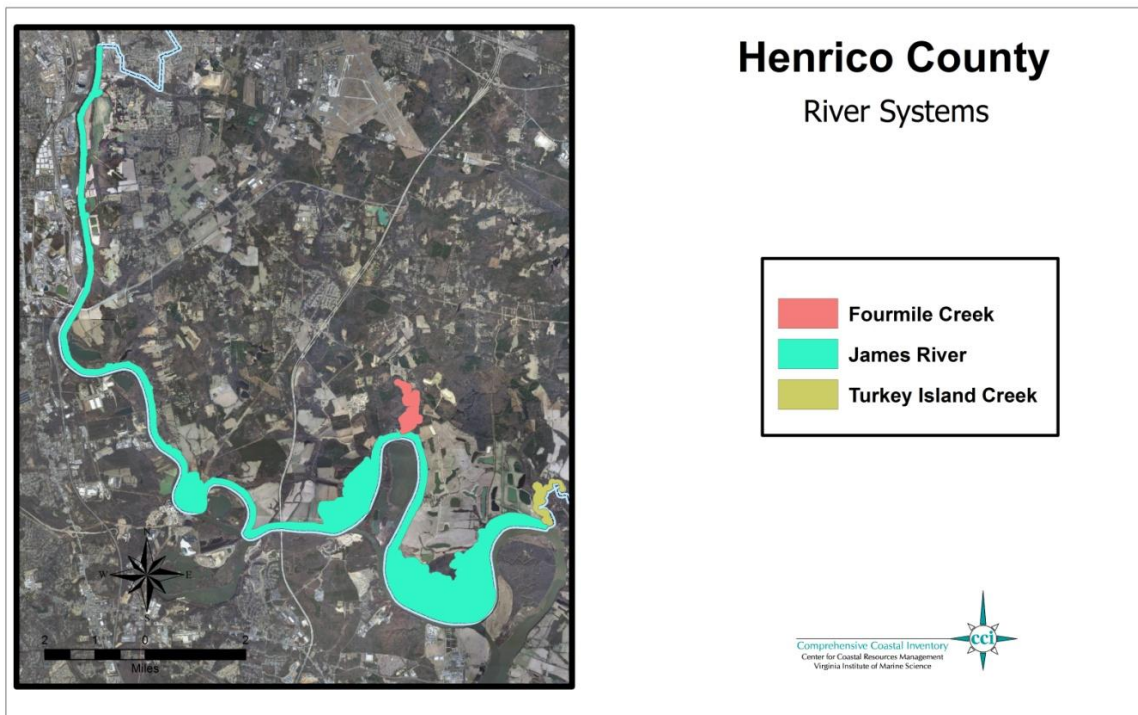 Henrico County
River Systems
Fourmile Creek
James River
Turkey Island Creek
N
W
E
S
2 1 0 2
Miles
cci
Comprehensive Coastal Inventory
Center for Coastal Resources Management
Virginia Institute of Marine Science